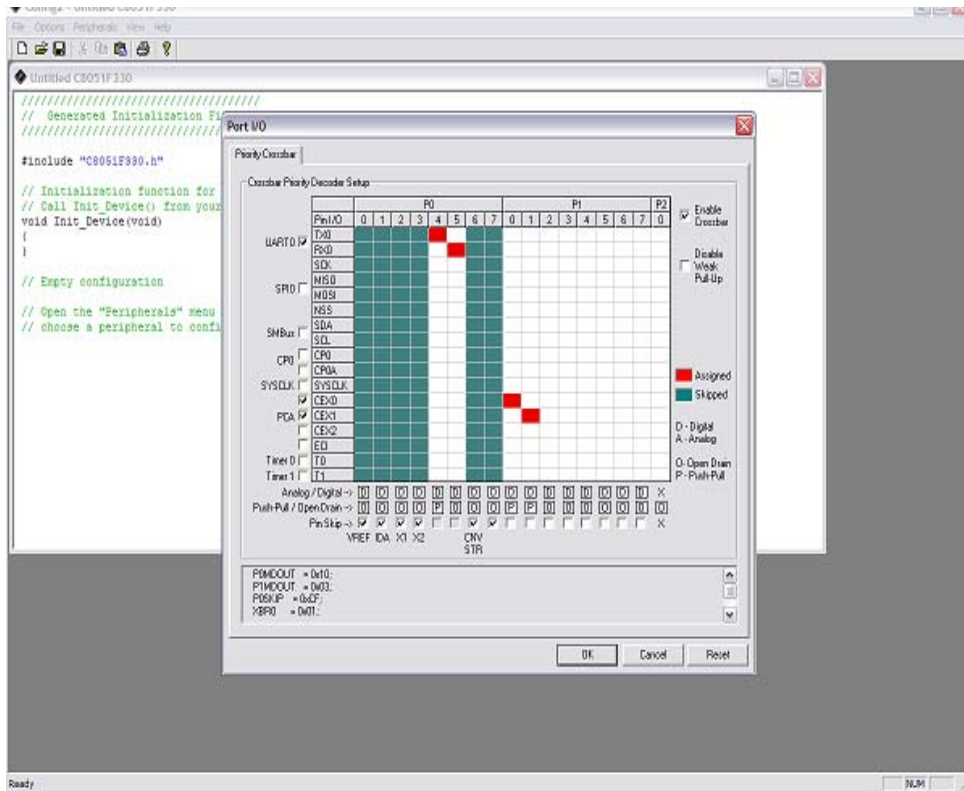 Config2 - Untitled C8051F330
File Options Peripherals View Help
Untitled C8051F330
/////////////////////////////////////
// Generated Initialization Fi
///////////////////////////////
#include "C8051F330.h"
// Initialization function for
// Call Init_Device() from your
void Init_Device(void)
{
}
// Empty configuration
// Open the "Peripherals" menu
// choose a peripheral to confi
Port I/O
Priority Crossbar
Crossbar Priority Decoder Setup
P0 P1 P2
Pin I/O 0 1 2 3 4 5 6 7 0 1 2 3 4 5 6 7 0
Enable Crossbar
Disable Weak Pull-Up
UART0 TX0
RX0
SCK
SPI0 MISO
MOSI
NSS
SMBus SDA
SCL
CP0 CP0
CP0A
SYSCLK SYSCLK
CEX0
PCA CEX1
CEX2
ECI
Timer 0 T0
Timer 1 T1
Assigned
Skipped
D - Digital
A - Analog
O - Open Drain
P - Push-Pull
Analog / Digital -> D D D D D D D D D D D D D D D D X
Push-Pull / Open Drain -> O O O O P O O O P P O O O O O O O
Pin Skip -> X
VREF IDA X1 X2 CNV STR
P0MDOUT = 0x10;
P1MDOUT = 0x03;
P0SKIP = 0xCF;
XBR0 = 0x01;
OK Cancel Reset
Ready NUM